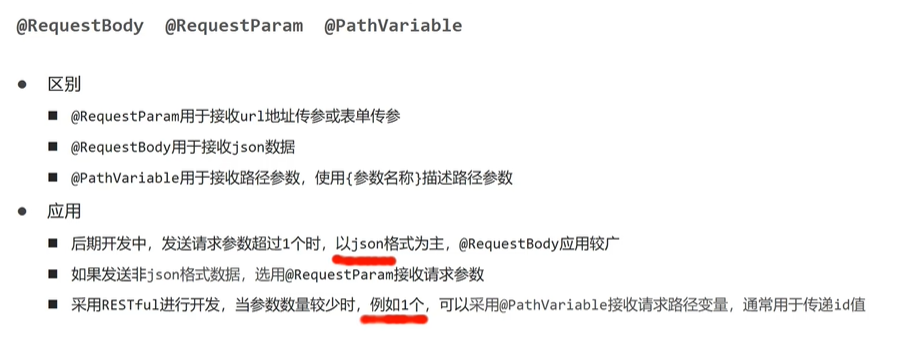 @RequestBody @RequestParam @PathVariable
区别
@RequestParam用于接收url地址传参或表单传参
@RequestBody用于接收json数据
@PathVariable用于接收路径参数，使用{参数名称}描述路径参数
应用
后期开发中，发送请求参数超过1个时，以json格式为主，@RequestBody应用较广
如果发送非json格式数据，选用@RequestParam接收请求参数
采用RESTful进行开发，当参数数量较少时，例如1个，可以采用@PathVariable接收请求路径变量，通常用于传递id值